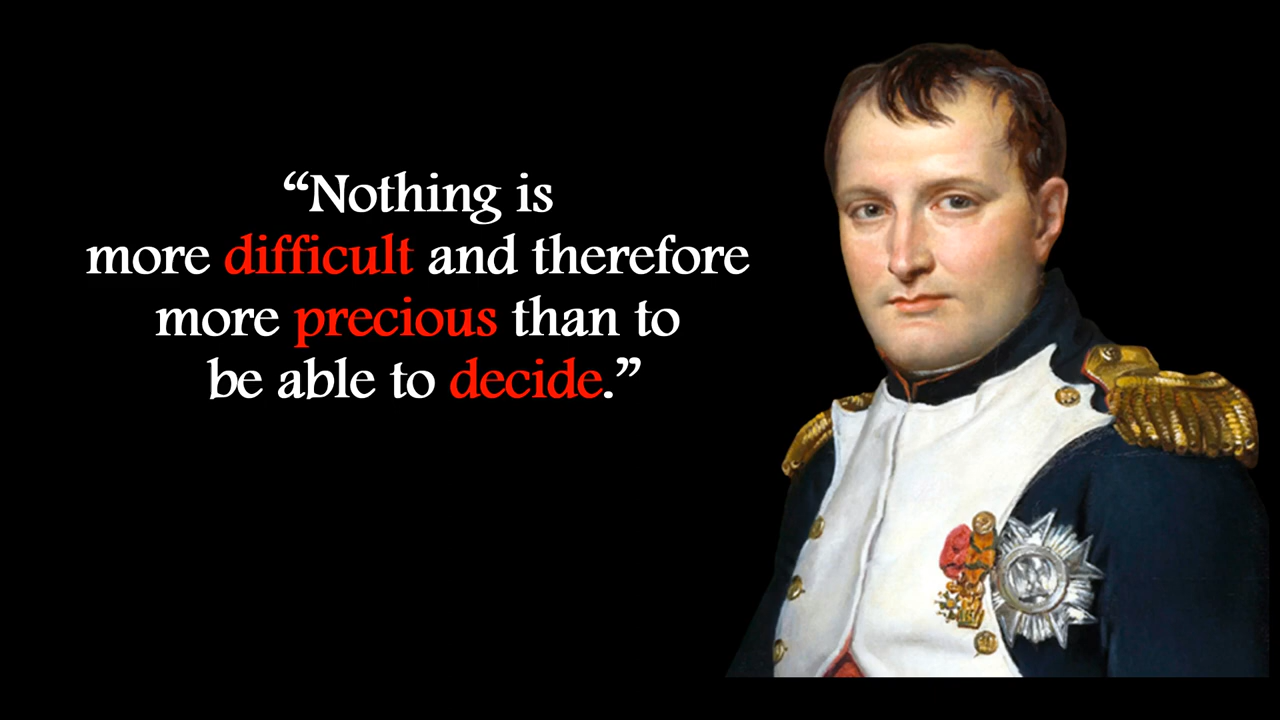 “Nothing is
more difficult and therefore
more precious than to
be able to decide.”